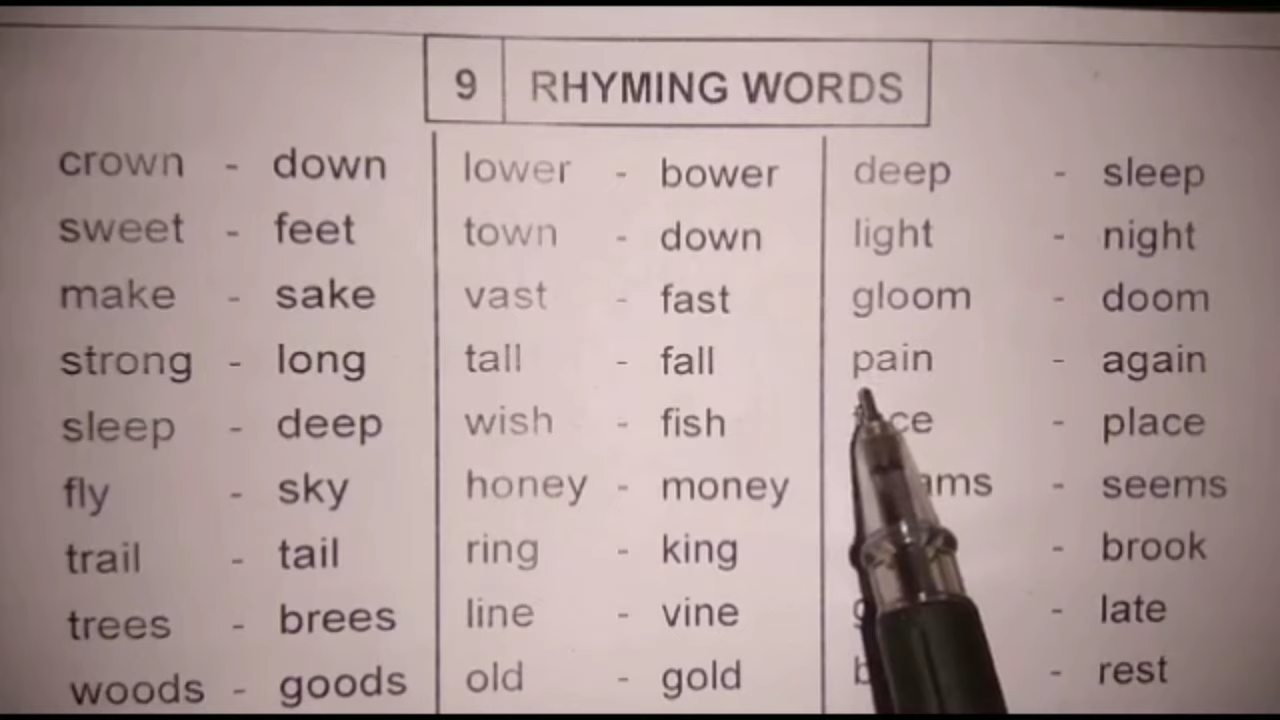 9 RHYMING WORDS
crown - down
sweet - feet
make - sake
strong - long
sleep - deep
fly - sky
trail - tail
trees - brees
woods - goods
lower - bower
town - down
vast - fast
tall - fall
wish - fish
honey - money
ring - king
line - vine
old - gold
deep - sleep
light - night
gloom - doom
pain - again
- place
- seems
- brook
- late
- rest